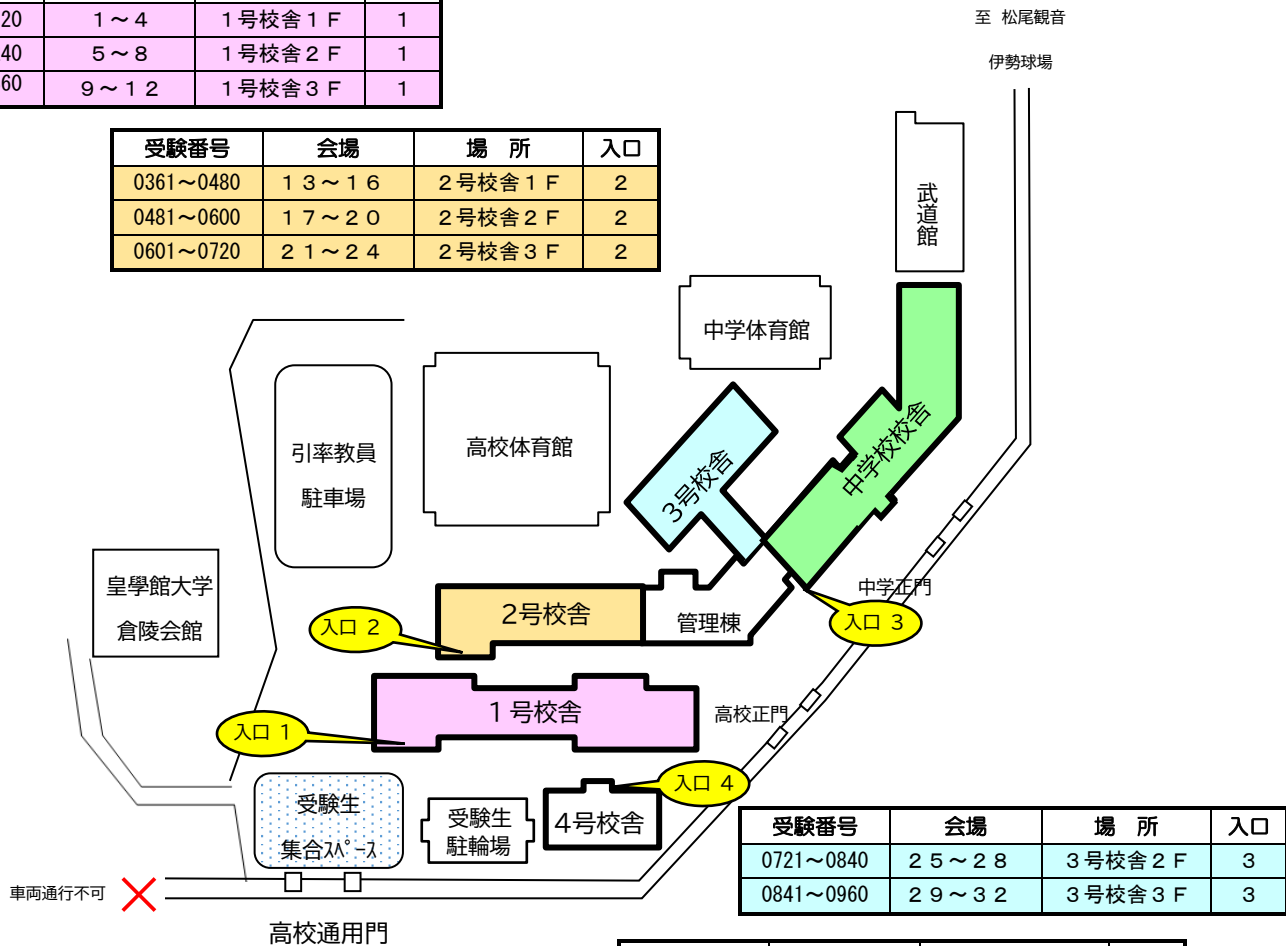 20 1～4 1号校舎1F 1
40 5～8 1号校舎2F 1
60 9～12 1号校舎3F 1
至 松尾観音
伊勢球場
受験番号 会場 場 所 入口
0361～0480 13～16 2号校舎1F 2
0481～0600 17～20 2号校舎2F 2
0601～0720 21～24 2号校舎3F 2
武道館
中学体育館
引率教員
駐車場
高校体育館
3号校舎
中学校校舎
皇學館大学
倉陵会館
入口 2
2号校舎
管理棟
中学正門
入口 3
入口 1
1号校舎
高校正門
入口 4
受験生
集合ｽﾍﾟｰｽ
受験生
駐輪場
4号校舎
受験番号 会場 場 所 入口
0721～0840 25～28 3号校舎2F 3
0841～0960 29～32 3号校舎3F 3
車両通行不可
高校通用門